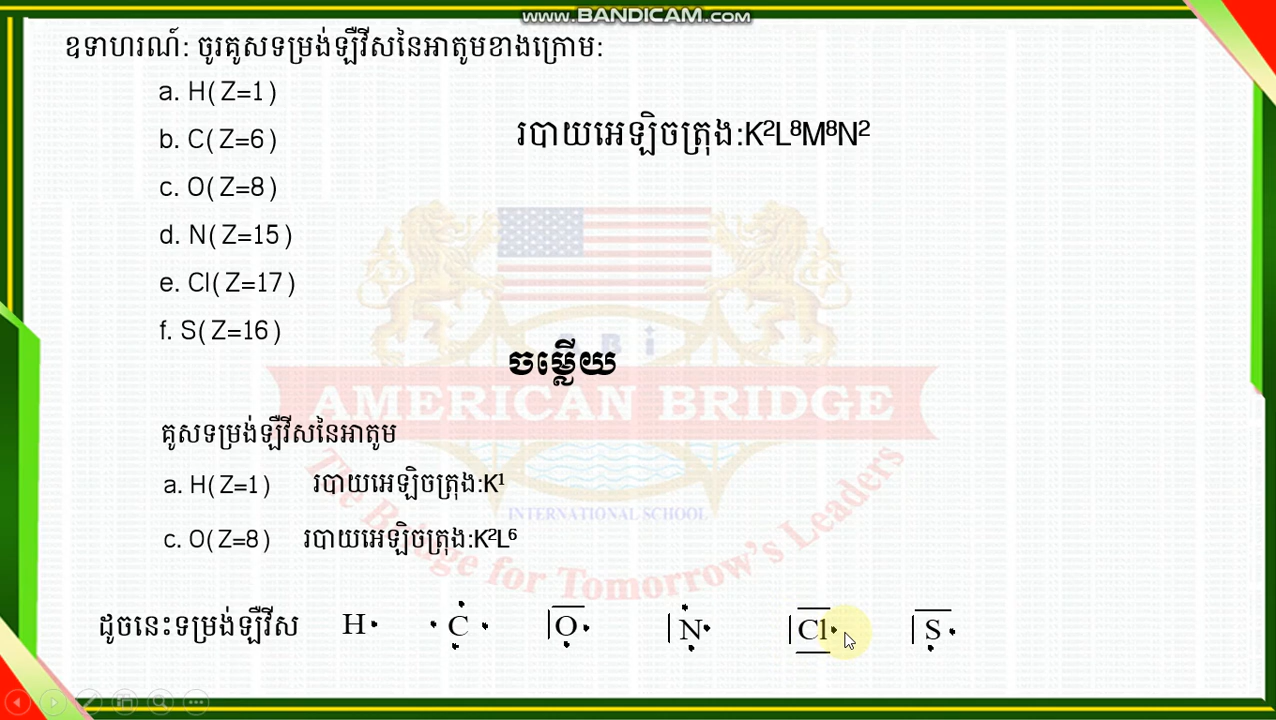 www.BANDICAM.com
ឧទាហរណ៍: ចូរគូសទម្រង់ឡឺវីសនៃអាតូមខាងក្រោម:
a. H( Z=1 )
b. C( Z=6 )
របាយអេឡិចត្រុង:K²L⁸M⁸N²
c. O( Z=8 )
d. N( Z=15 )
e. Cl( Z=17 )
f. S( Z=16 )
ចម្លើយ
AMERICAN BRIDGE
គូសទម្រង់ឡឺវីសនៃអាតូម
a. H( Z=1 ) របាយអេឡិចត្រុង:K¹
INTERNATIONAL SCHOOL
c. O( Z=8 ) របាយអេឡិចត្រុង:K²L⁶
The Bridge for Tomorrow's Leaders
ដូចនេះទម្រង់ឡឺវីស H C O N Cl S